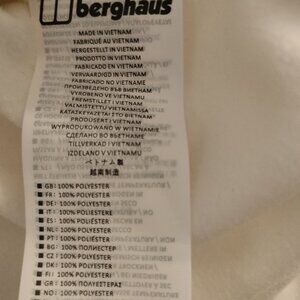 berghaus
MADE IN VIETNAM
FABRIQUÉ AU VIETNAM
HERGESTELLT IN VIETNAM
PRODOTTO IN VIETNAM
FABRICADO EN VIETNAM
VERVAARDIGD IN VIETNAM
FABRICADO NO VIETNAME
ПРОИЗВЕДЕНО ВЪВ ВИЕТНАМ
VYROBENO VE VIETNAMU
FREMSTILLET I VIETNAM
VALMISTETTU VIETNAMISSA
ΚΑΤΑΣΚΕΥΑΖΕΤΑΙ ΣΤΟ ΒΙΕΤΝΑΜ
PRODUSERT I VIETNAM
WYPRODUKOWANO W WIETNAMIE
СДЕЛАНО ВО ВЬЕТНАМЕ
TILLVERKAD I VIETNAM
IZDELANO V VIETNAMU
ベトナム製
越南制造
GB: 100% POLYESTER
FR: 100% POLYESTER
DE: 100% POLYESTER
IT: 100% POLIESTERE
ES: 100% POLIÉSTER
NL: 100% POLYESTER
PT: 100% POLIÉSTER
BG: 100% ПОЛИЕСТЕР
CZ: 100% POLYESTER
DK: 100% POLYESTER
FI: 100% POLYESTERI
GR: 100% ΠΟΛΥΕΣΤΕΡΑΣ
NO: 100% POLYESTER